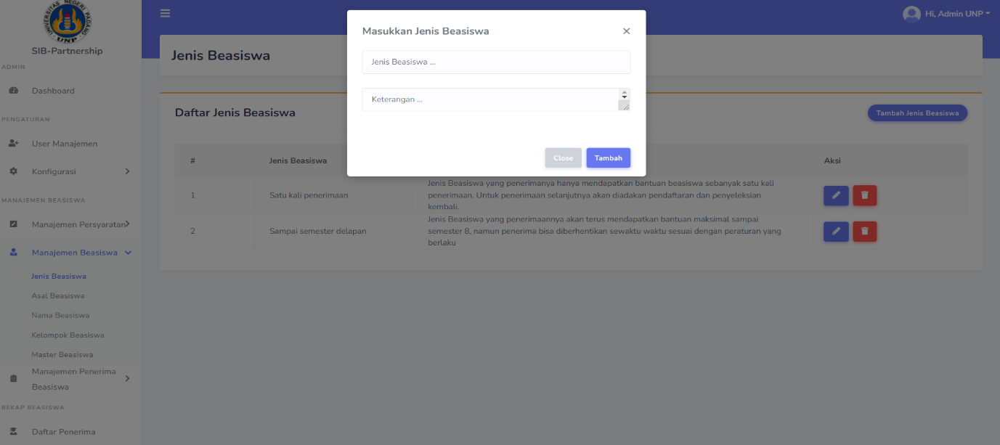 UNIVERSITAS NEGERI PADANG
UNP
SIB-Partnership
ADMIN
Dashboard
PENGATURAN
User Manajemen
Konfigurasi
MANAJEMEN BEASISWA
Manajemen Persyaratan
Manajemen Beasiswa
Jenis Beasiswa
Asal Beasiswa
Nama Beasiswa
Kelompok Beasiswa
Master Beasiswa
Manajemen Penerima
Beasiswa
REKAP BEASISWA
Daftar Penerima
Hi, Admin UNP
Jenis Beasiswa
Masukkan Jenis Beasiswa
×
Jenis Beasiswa ...
Keterangan ...
Close
Tambah
Daftar Jenis Beasiswa
Tambah Jenis Beasiswa
# Jenis Beasiswa Aksi
1 Satu kali penerimaan
Jenis Beasiswa yang penerimanya hanya mendapatkan bantuan beasiswa sebanyak satu kali
penerimaan. Untuk penerimaan selanjutnya akan diadakan pendaftaran dan penyeleksian
kembali.
2 Sampai semester delapan
Jenis Beasiswa yang penerimaannya akan terus mendapatkan bantuan maksimal sampai
semester 8, namun penerima bisa diberhentikan sewaktu waktu sesuai dengan peraturan yang
berlaku